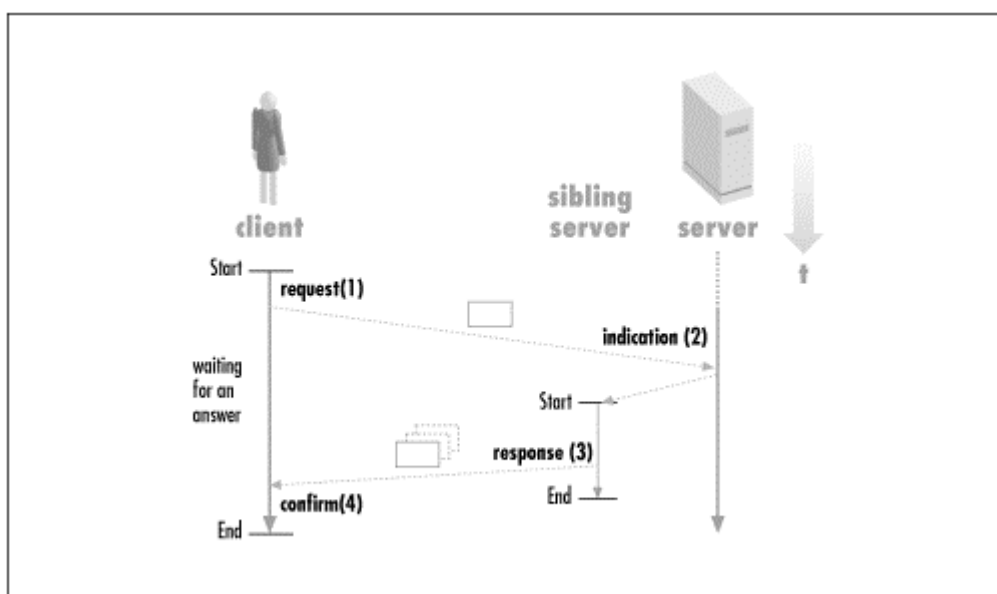 client
sibling
server
server
t
Start
request(1)
indication (2)
waiting
for an
answer
Start
response (3)
confirm(4)
End
End